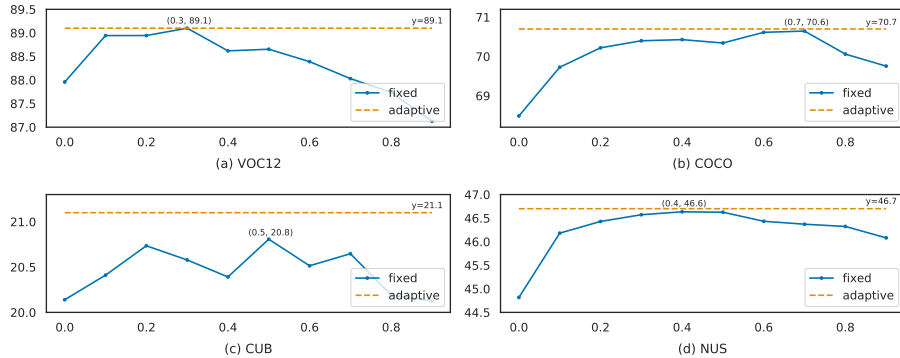 89.5
89.0
88.5
88.0
87.5
87.0
(0.3, 89.1)
y=89.1
fixed
adaptive
0.0 0.2 0.4 0.6 0.8
(a) VOC12
71
70
69
(0.7, 70.6)
y=70.7
fixed
adaptive
0.0 0.2 0.4 0.6 0.8
(b) COCO
21.0
20.5
20.0
(0.5, 20.8)
y=21.1
fixed
adaptive
0.0 0.2 0.4 0.6 0.8
(c) CUB
47.0
46.5
46.0
45.5
45.0
44.5
(0.4, 46.6)
y=46.7
fixed
adaptive
0.0 0.2 0.4 0.6 0.8
(d) NUS